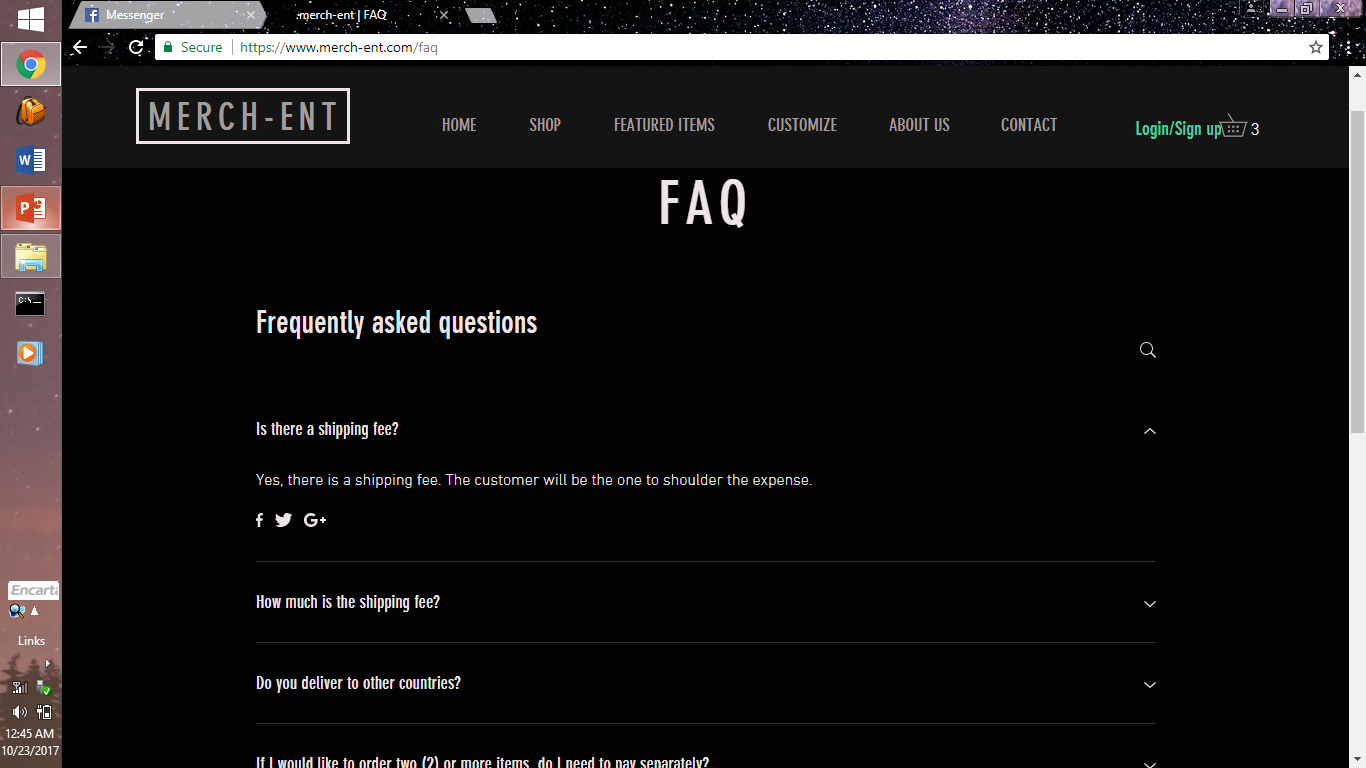 Messenger
merch-ent | FAQ
Secure
https://www.merch-ent.com/faq
MERCH-ENT
HOME
SHOP
FEATURED ITEMS
CUSTOMIZE
ABOUT US
CONTACT
Login/Sign up
3
FAQ
Frequently asked questions
Is there a shipping fee?
Yes, there is a shipping fee. The customer will be the one to shoulder the expense.
How much is the shipping fee?
Do you deliver to other countries?
If I would like to order two (2) or more items, do I need to pay separately?
Encarta
Links
12:45 AM
10/23/2017